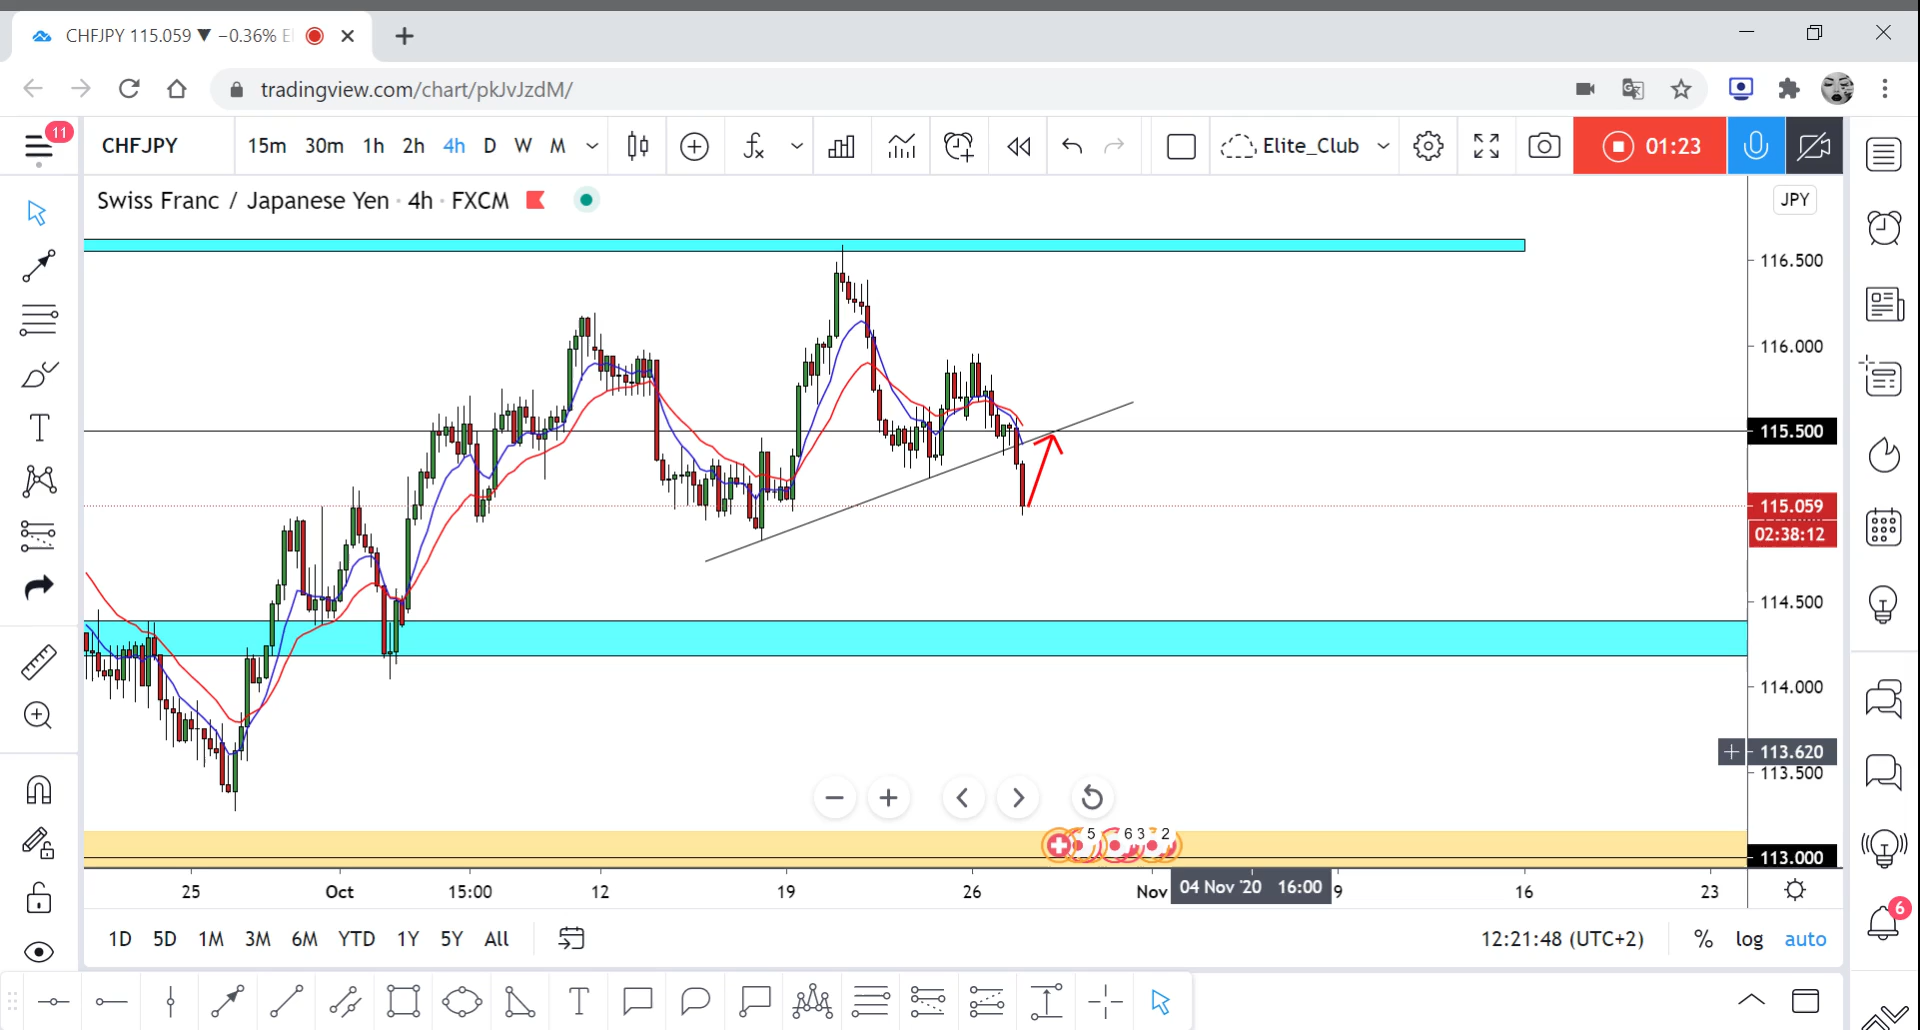 CHFJPY 115.059 ▼ −0.36% El
tradingview.com/chart/pkJvJzdM/
11
CHFJPY 15m 30m 1h 2h 4h D W M Elite_Club 01:23
Swiss Franc / Japanese Yen · 4h · FXCM
JPY
116.500
116.000
115.500
115.059
02:38:12
114.500
114.000
113.620
113.500
5 6 3 2
113.000
25 Oct 15:00 12 19 26 Nov 04 Nov '20 16:00 9 16 23
6
1D 5D 1M 3M 6M YTD 1Y 5Y All 12:21:48 (UTC+2) % log auto
T